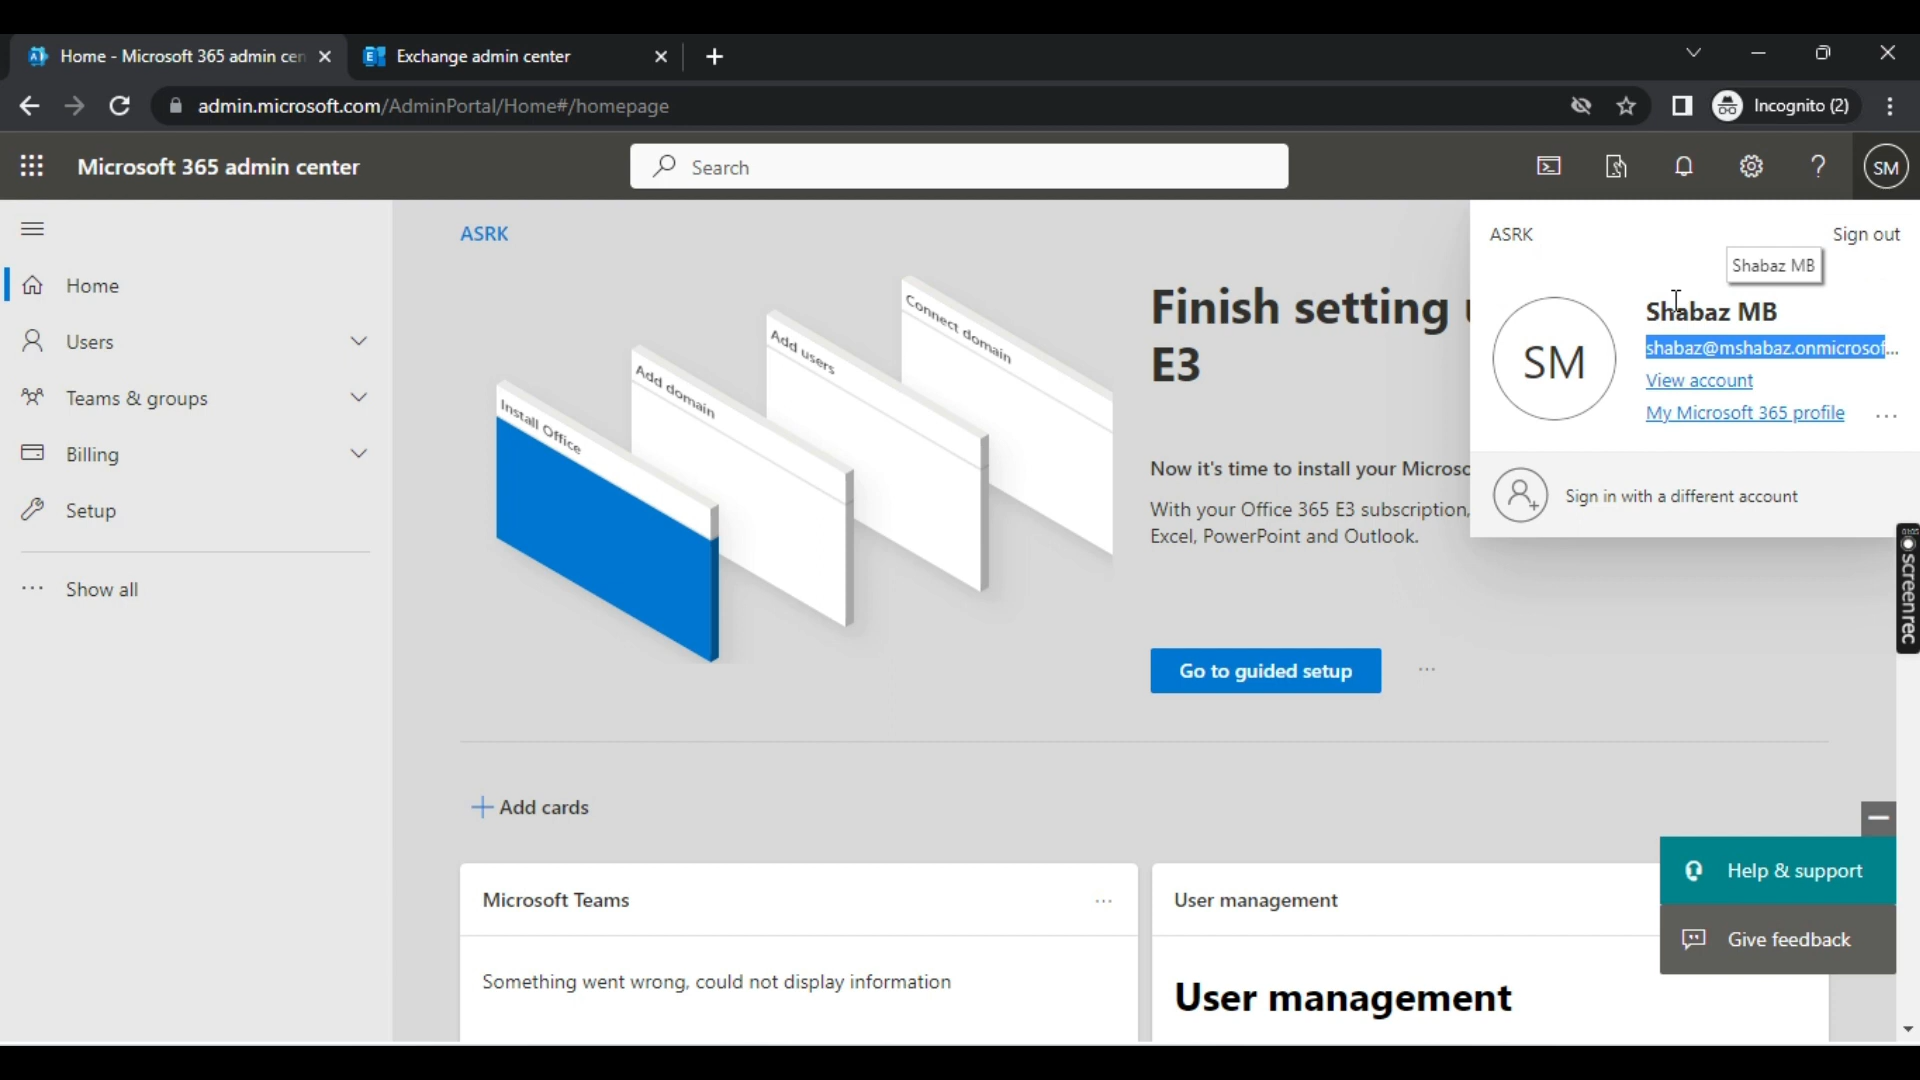 Home - Microsoft 365 admin cen
Exchange admin center
admin.microsoft.com/AdminPortal/Home#/homepage
Incognito (2)
Microsoft 365 admin center
Search
SM
Home
Users
Teams & groups
Billing
Setup
Show all
ASRK
Install Office
Add domain
Add users
Connect domain
Finish setting
E3
Now it's time to install your Microso
With your Office 365 E3 subscription,
Excel, PowerPoint and Outlook.
Go to guided setup
ASRK
Sign out
Shabaz MB
Shabaz MB
SM
shabaz@mshabaz.onmicrosof...
View account
My Microsoft 365 profile
Sign in with a different account
screenrec
Add cards
Microsoft Teams
Something went wrong, could not display information
User management
User management
Help & support
Give feedback